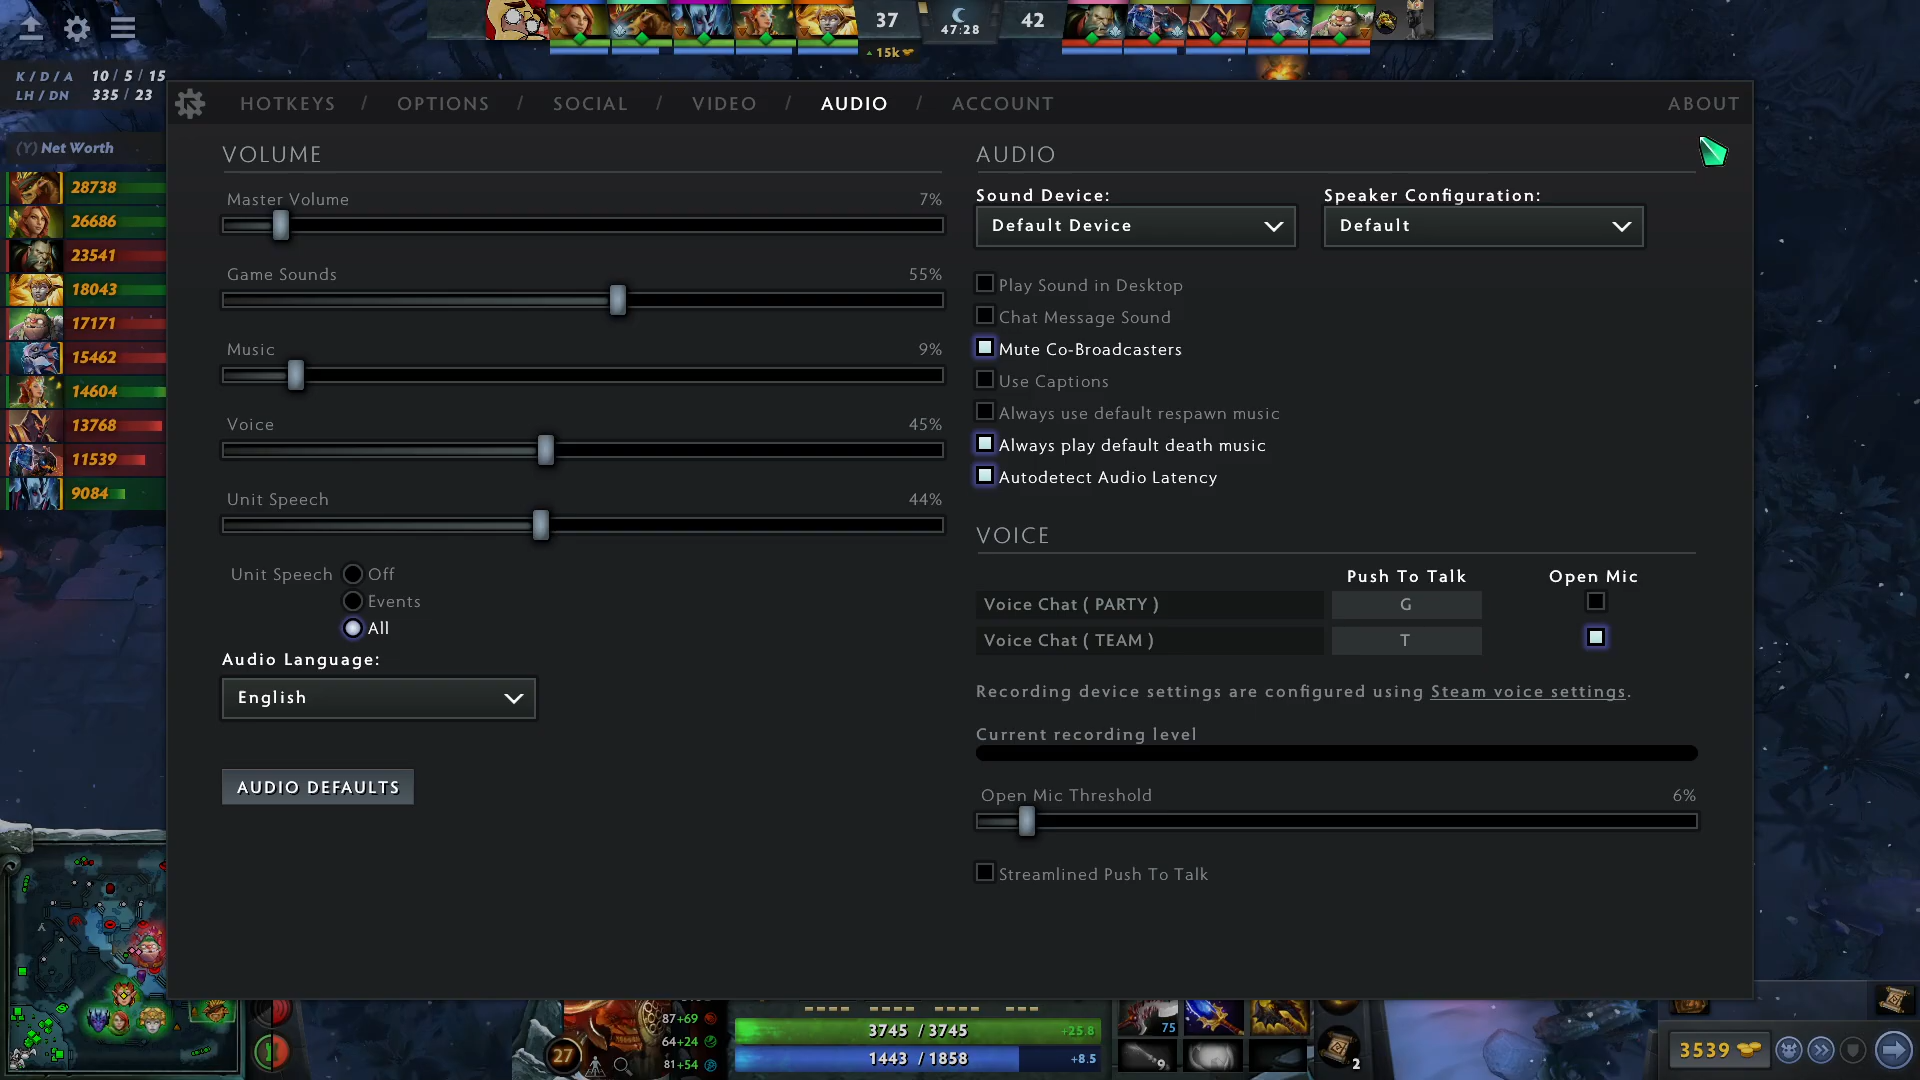 37
47:28
42
15k
K / D / A 10 / 5 / 15
LH / DN 335 / 23
HOTKEYS / OPTIONS / SOCIAL / VIDEO / AUDIO / ACCOUNT
ABOUT
(Y) Net Worth
28738
26686
23541
18043
17171
15462
14604
13768
11539
9084
VOLUME
Master Volume 7%
Game Sounds 55%
Music 9%
Voice 45%
Unit Speech 44%
Unit Speech Off
Events
All
Audio Language:
English
AUDIO DEFAULTS
AUDIO
Sound Device:
Default Device
Speaker Configuration:
Default
Play Sound in Desktop
Chat Message Sound
Mute Co-Broadcasters
Use Captions
Always use default respawn music
Always play default death music
Autodetect Audio Latency
VOICE
Push To Talk Open Mic
Voice Chat ( PARTY ) G
Voice Chat ( TEAM ) T
Recording device settings are configured using Steam voice settings.
Current recording level
Open Mic Threshold 6%
Streamlined Push To Talk
27
87+69
64+24
81+54
3745 / 3745 +25.8
1443 / 1858 +8.5
75
9
2
3539